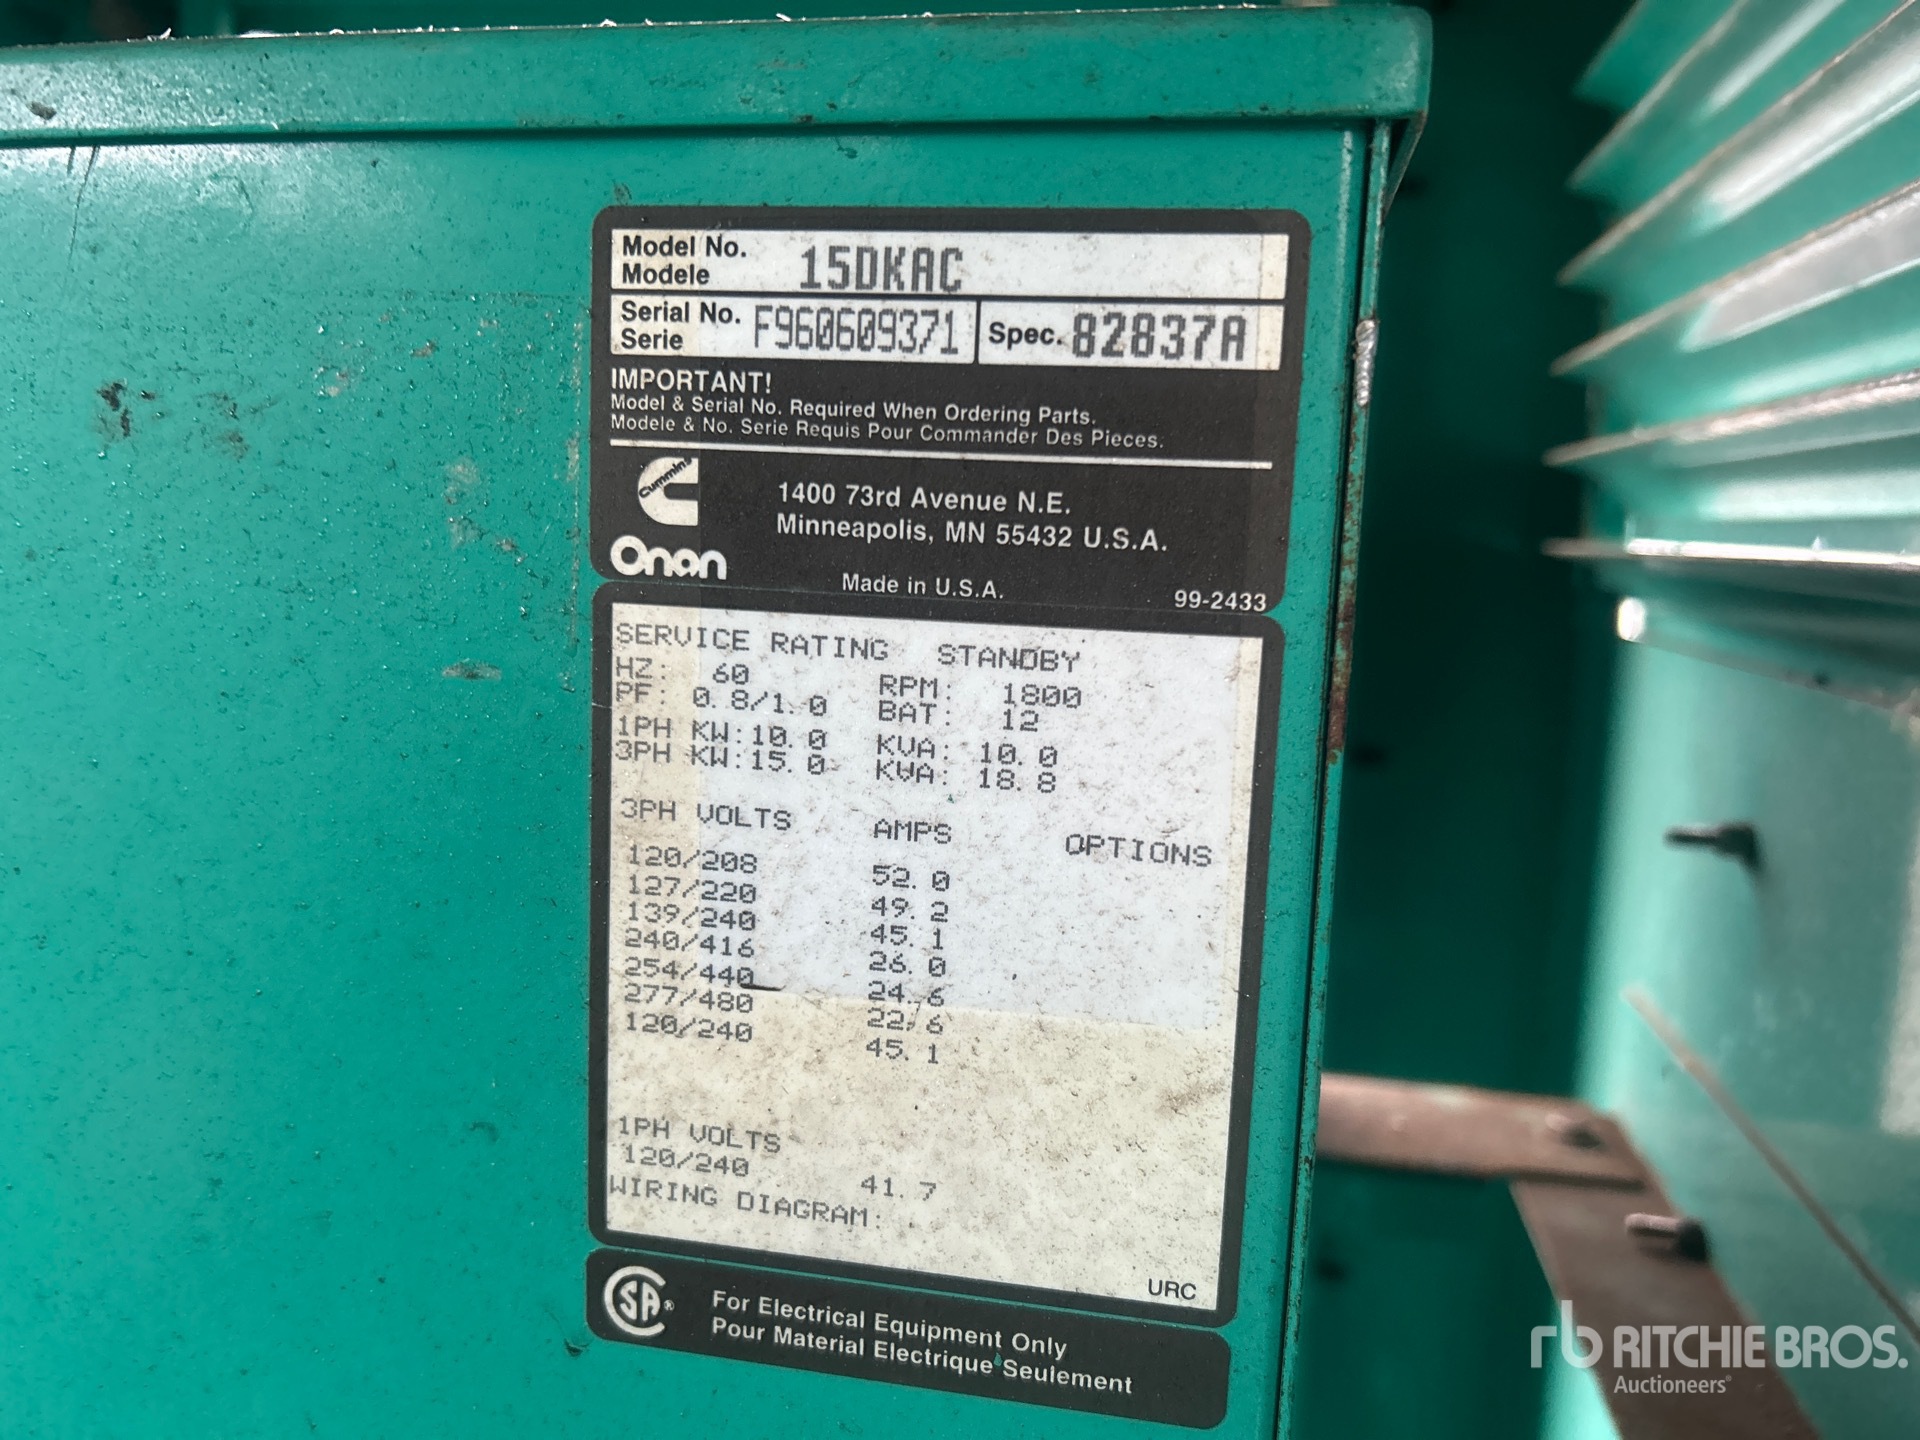 Model No.
Modele
15DKAC
Serial No.
Serie
F960609371
Spec. 82837A
IMPORTANT!
Model & Serial No. Required When Ordering Parts.
Modele & No. Serie Requis Pour Commander Des Pieces.
Cummins
Onan
1400 73rd Avenue N.E.
Minneapolis, MN 55432 U.S.A.
Made in U.S.A.
99-2433
SERVICE RATING STANDBY
HZ: 60 RPM: 1800
PF: 0.8/1.0 BAT: 12
1PH KW:10.0 KVA: 10.0
3PH KW:15.0 KVA: 18.8
3PH VOLTS AMPS OPTIONS
120/208 52.0
127/220 49.2
139/240 45.1
240/416 26.0
254/440 24.6
277/480 22.6
120/240 45.1
1PH VOLTS
120/240 41.7
WIRING DIAGRAM:
URC
CSA®
For Electrical Equipment Only
Pour Material Electrique Seulement
rb RITCHIE BROS.
Auctioneers®